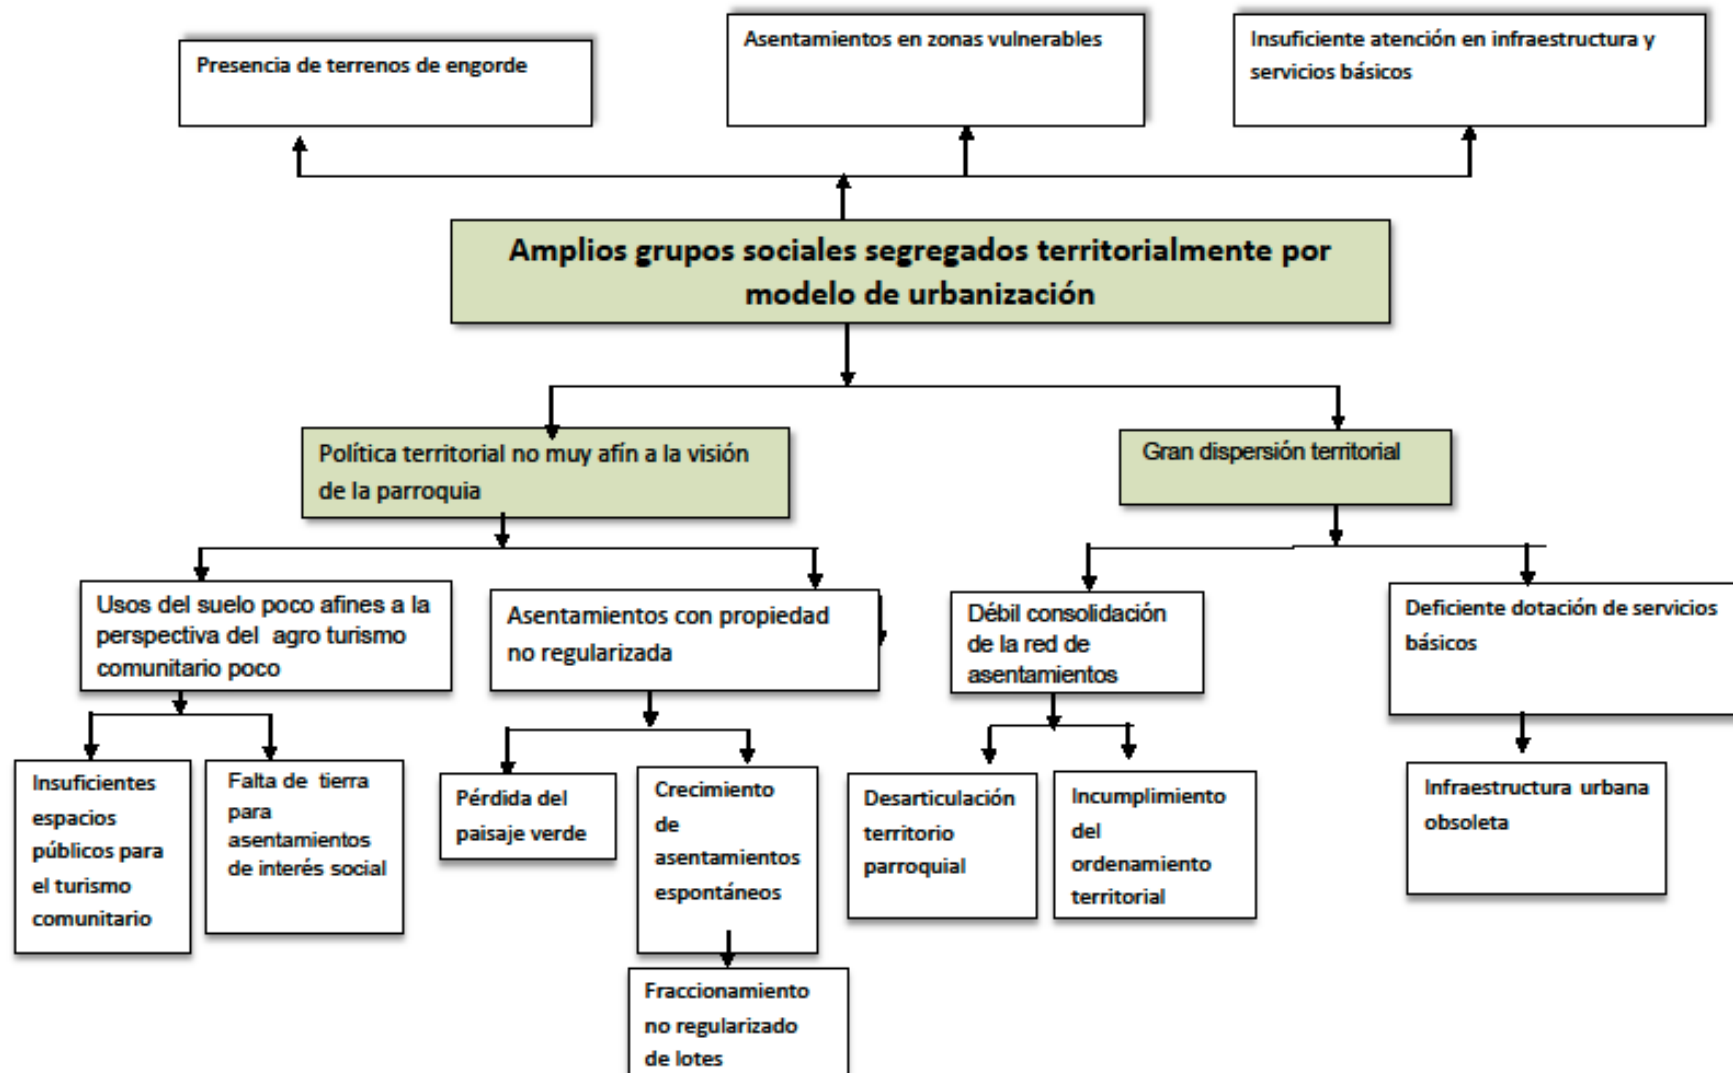 Presencia de terrenos de engorde
Asentamientos en zonas vulnerables
Insuficiente atención en infraestructura y
servicios básicos
Amplios grupos sociales segregados territorialmente por
modelo de urbanización
Política territorial no muy afín a la visión
de la parroquia
Gran dispersión territorial
Usos del suelo poco afines a la
perspectiva del agro turismo
comunitario poco
Asentamientos con propiedad
no regularizada
Débil consolidación
de la red de
asentamientos
Deficiente dotación de servicios
básicos
Insuficientes
espacios
públicos para
el turismo
comunitario
Falta de tierra
para
asentamientos
de interés social
Pérdida del
paisaje verde
Crecimiento
de
asentamientos
espontáneos
Desarticulación
territorio
parroquial
Incumplimiento
del
ordenamiento
territorial
Infraestructura urbana
obsoleta
Fraccionamiento
no regularizado
de lotes